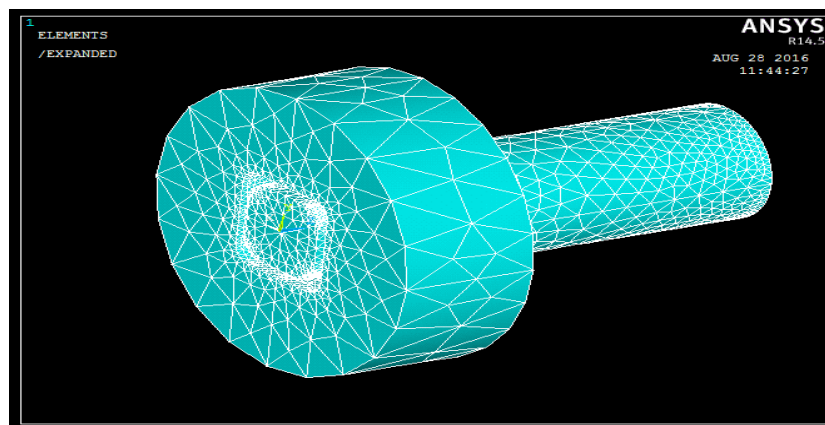 1
ELEMENTS
/EXPANDED
ANSYS
R14.5
AUG 28 2016
11:44:27